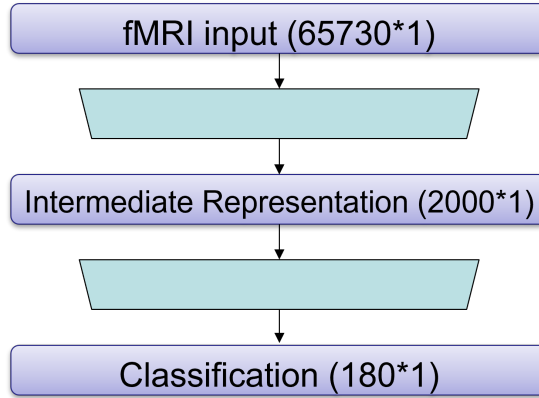 fMRI input (65730*1)
Intermediate Representation (2000*1)
Classification (180*1)